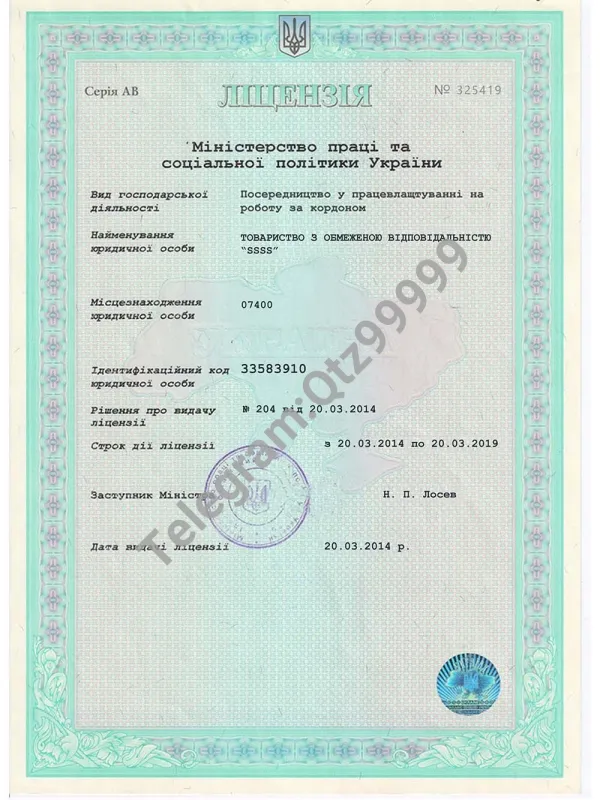 Серія АВ
ЛІЦЕНЗІЯ
№ 325419
Міністерство праці та
соціальної політики України
Вид господарської
діяльності
Посередництво у працевлаштуванні на
роботу за кордоном
Найменування
юридичної особи
ТОВАРИСТВО З ОБМЕЖЕНОЮ ВІДПОВІДАЛЬНІСТЮ
"SSSS"
Місцезнаходження
юридичної особи
07400
Ідентифікаційний код
юридичної особи
33583910
Рішення про видачу
ліцензії
№ 204 від 20.03.2014
Строк дії ліцензії
з 20.03.2014 по 20.03.2019
Заступник Міністра
Н. П. Лосев
Дата видачі ліцензії
20.03.2014 р.
Telegram:Qtz99999